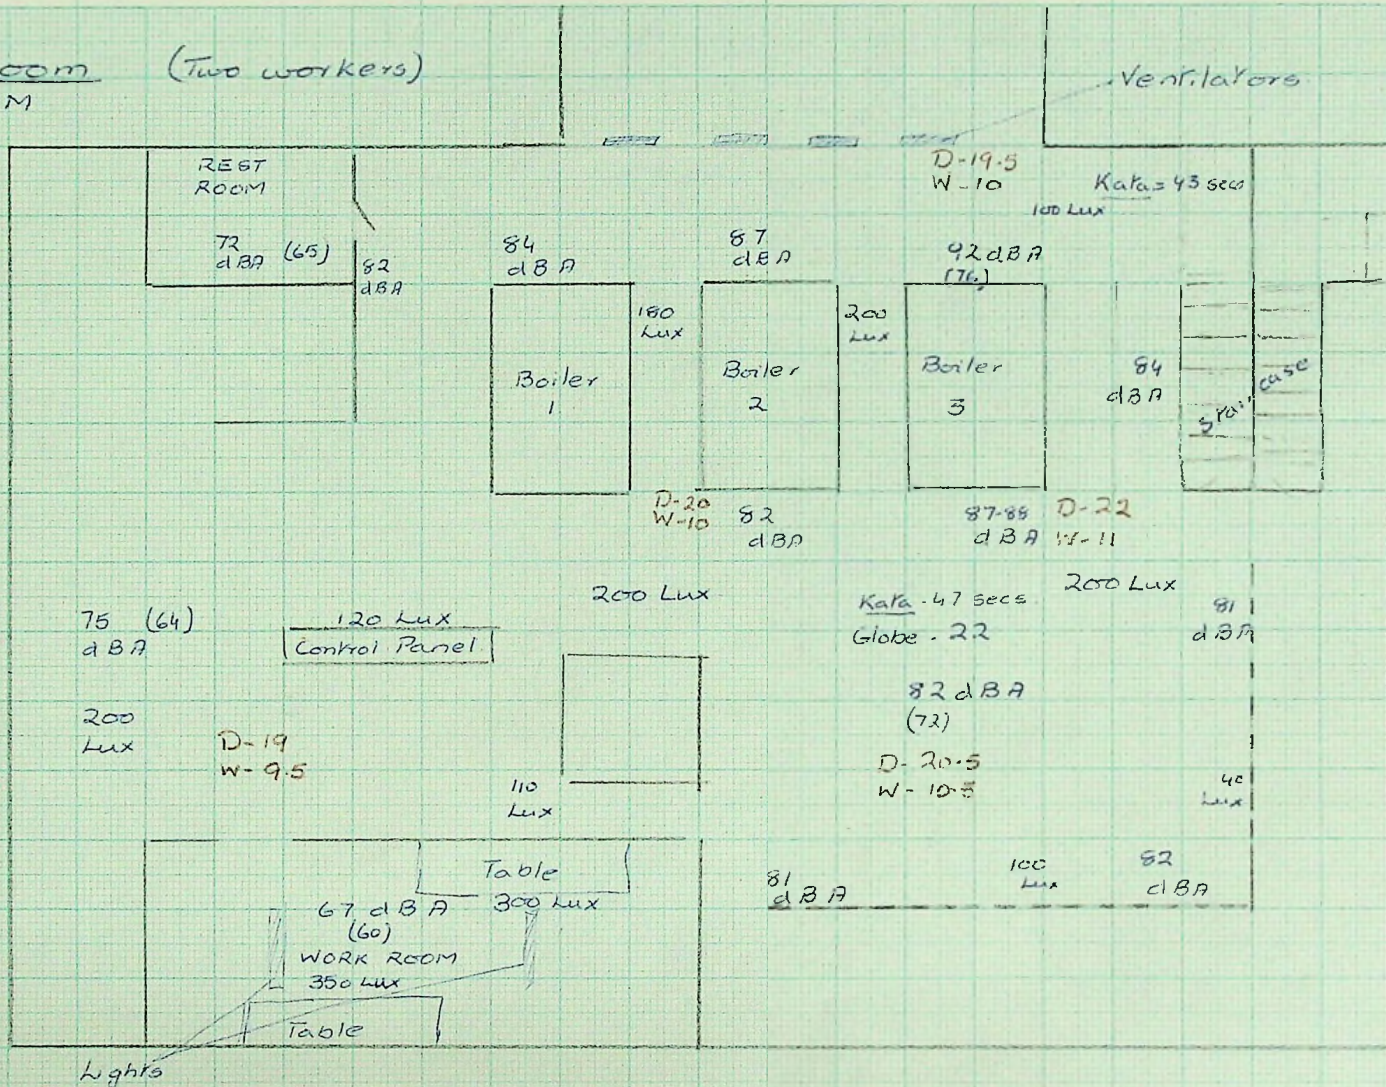 oom (Two workers)
M
Ventilators
REST
ROOM
D-19.5
W-10
Kata = 43 secs
100 Lux
72
dBA (65)
82
dBA
84
dBA
87
dBA
92 dBA
(76)
180
Lux
200
Lux
Boiler
1
Boiler
2
Boiler
3
84
dBA
Stair case
D-20
W-10
82
dBA
87-88
dBA
D-22
W-11
200 Lux
Kata - 47 secs
Globe - 22
200 Lux
81
dBA
75 (64)
dBA
120 Lux
Control Panel
82 dBA
(72)
200
Lux
D-19
W-9.5
D-20.5
W-10.5
110
Lux
40
Lux
Table
81
dBA
100
Lux
82
dBA
67 dBA
(60)
300 Lux
WORK ROOM
350 Lux
Table
Lights